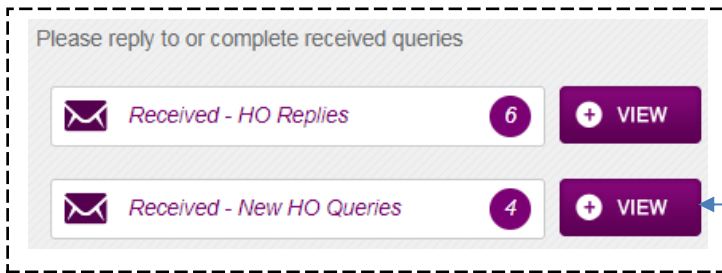 Please reply to or complete received queries
Received - HO Replies 6 VIEW
Received - New HO Queries 4 VIEW